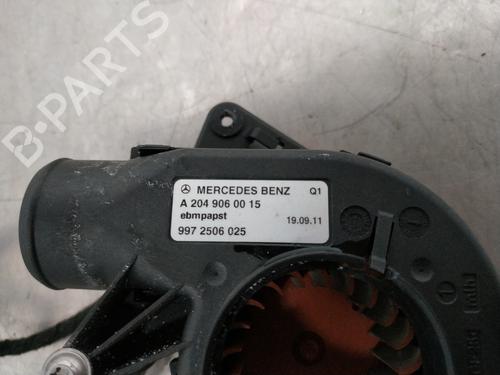 B-PARTS
MERCEDES BENZ Q1
A 204 906 00 15
ebmpapst 19.09.11
997 2506 025